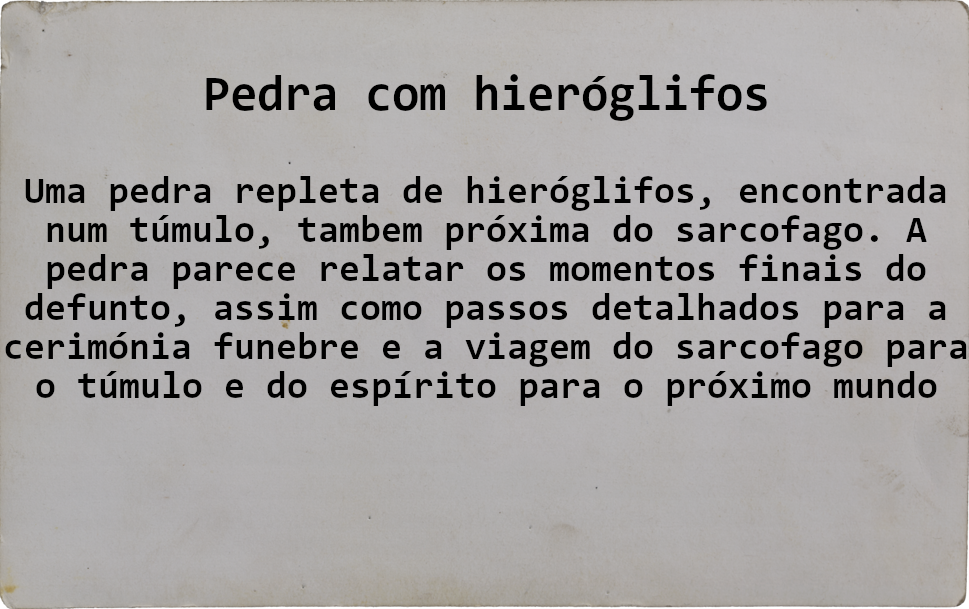 Pedra com hieróglifos
Uma pedra repleta de hieróglifos, encontrada
num túmulo, tambem próxima do sarcofago. A
pedra parece relatar os momentos finais do
defunto, assim como passos detalhados para a
cerimónia funebre e a viagem do sarcofago para
o túmulo e do espírito para o próximo mundo